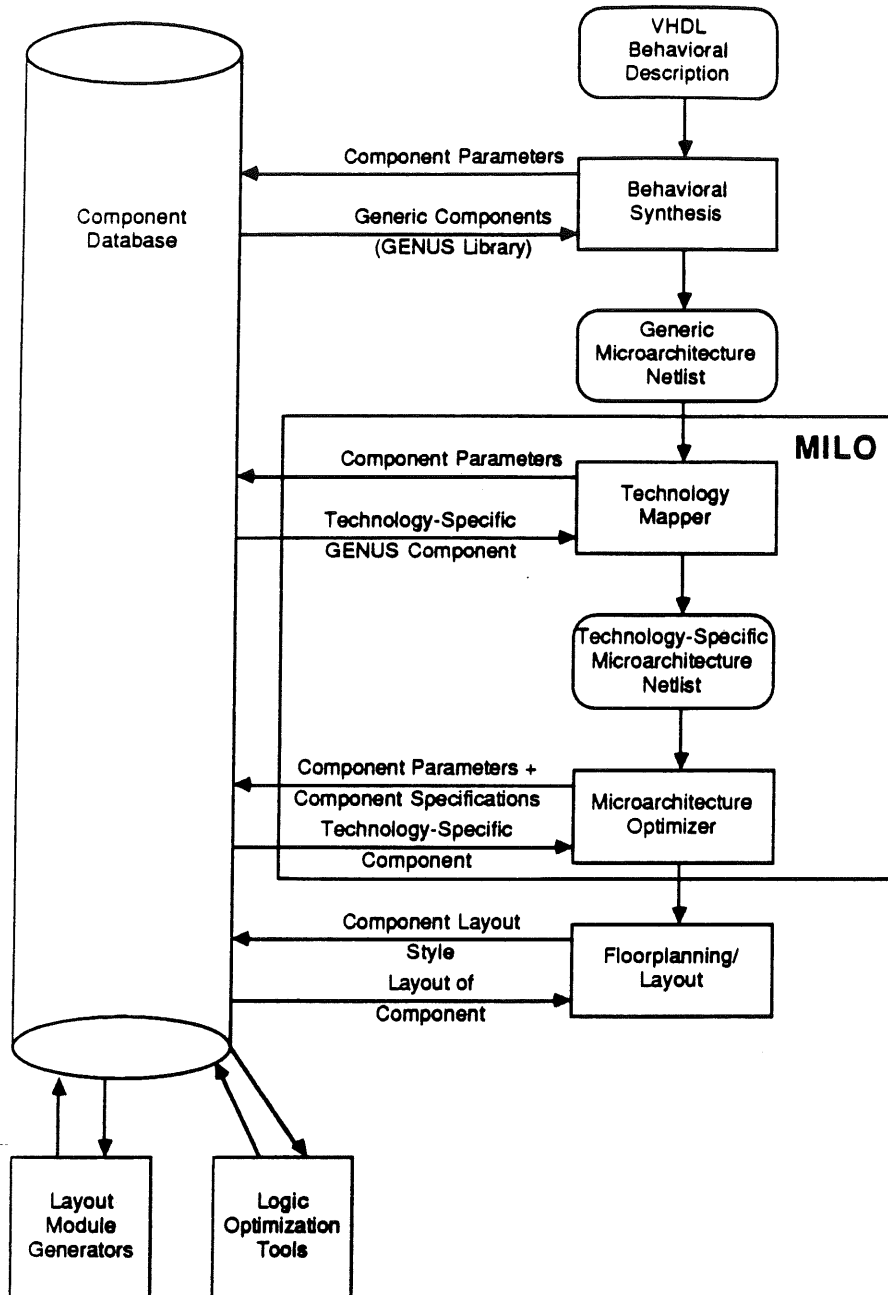 VHDL
Behavioral
Description
Component Parameters
Behavioral
Synthesis
Component
Database
Generic Components
(GENUS Library)
Generic
Microarchitecture
Netlist
MILO
Component Parameters
Technology
Mapper
Technology-Specific
GENUS Component
Technology-Specific
Microarchitecture
Netlist
Component Parameters +
Component Specifications
Microarchitecture
Optimizer
Technology-Specific
Component
Component Layout
Style
Floorplanning/
Layout
Layout of
Component
Layout
Module
Generators
Logic
Optimization
Tools